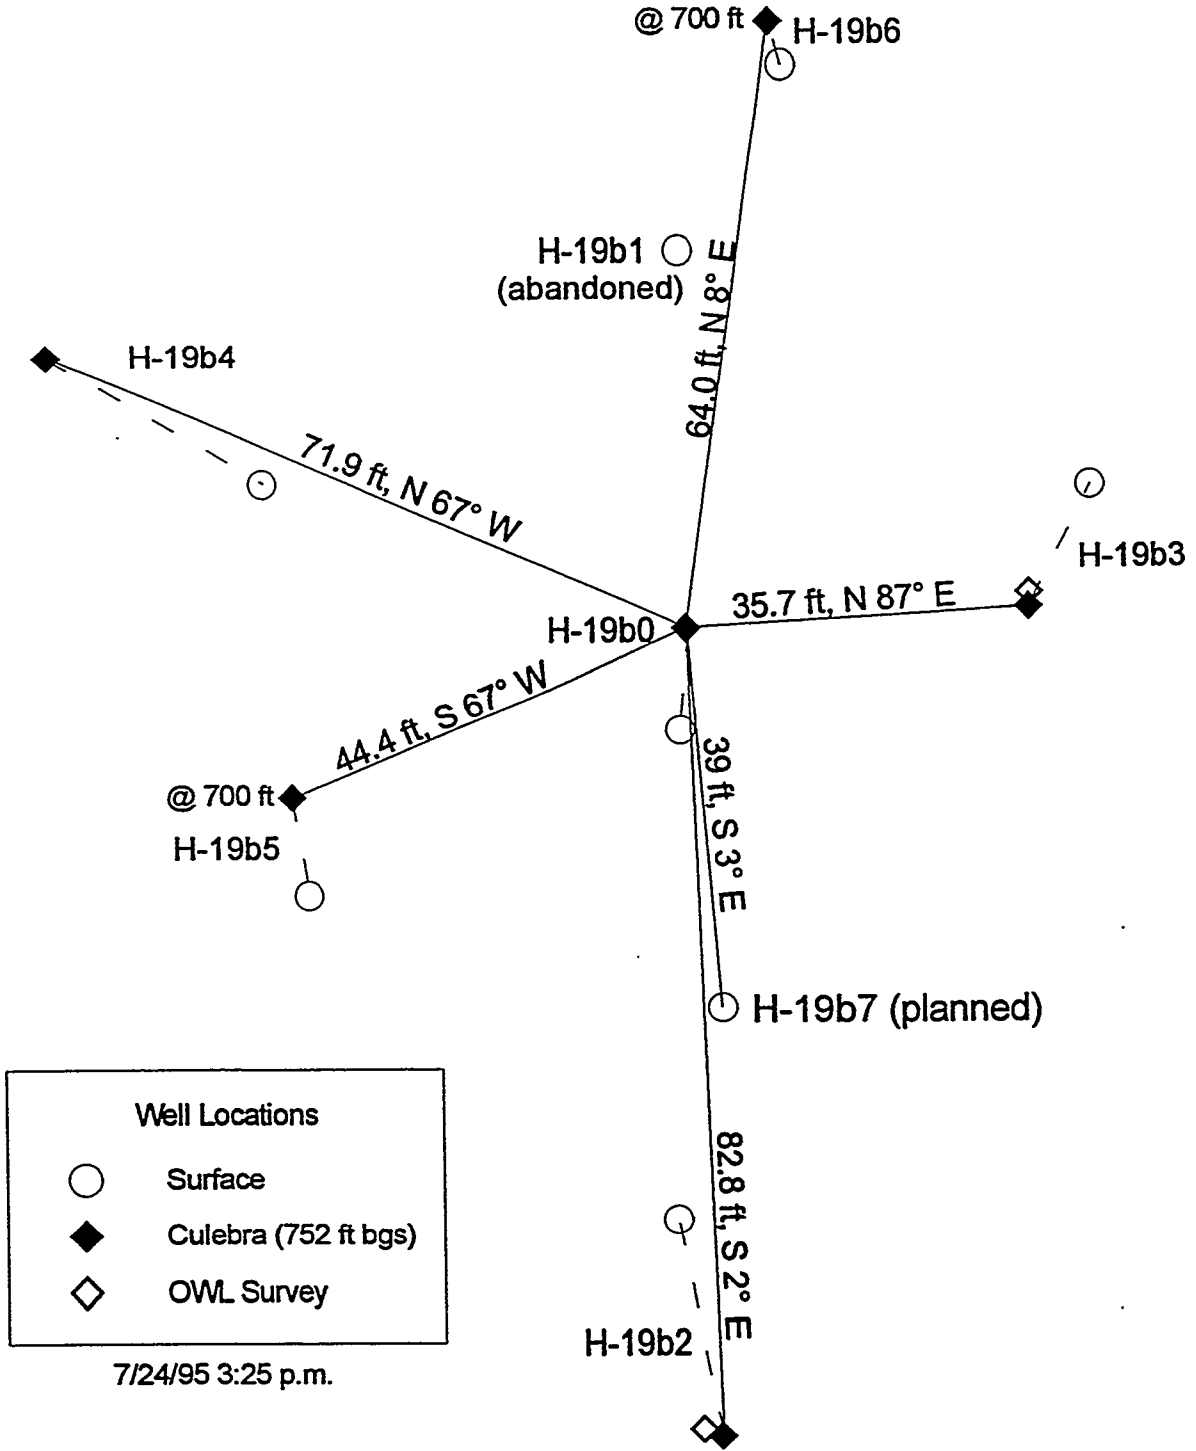 @ 700 ft
H-19b6
H-19b1
(abandoned)
64.0 ft, N 8° E
H-19b4
71.9 ft, N 67° W
H-19b3
35.7 ft, N 87° E
H-19b0
44.4 ft, S 67° W
@ 700 ft
H-19b5
39 ft, S 3° E
H-19b7 (planned)
82.8 ft, S 2° E
H-19b2
Well Locations
Surface
Culebra (752 ft bgs)
OWL Survey
7/24/95 3:25 p.m.